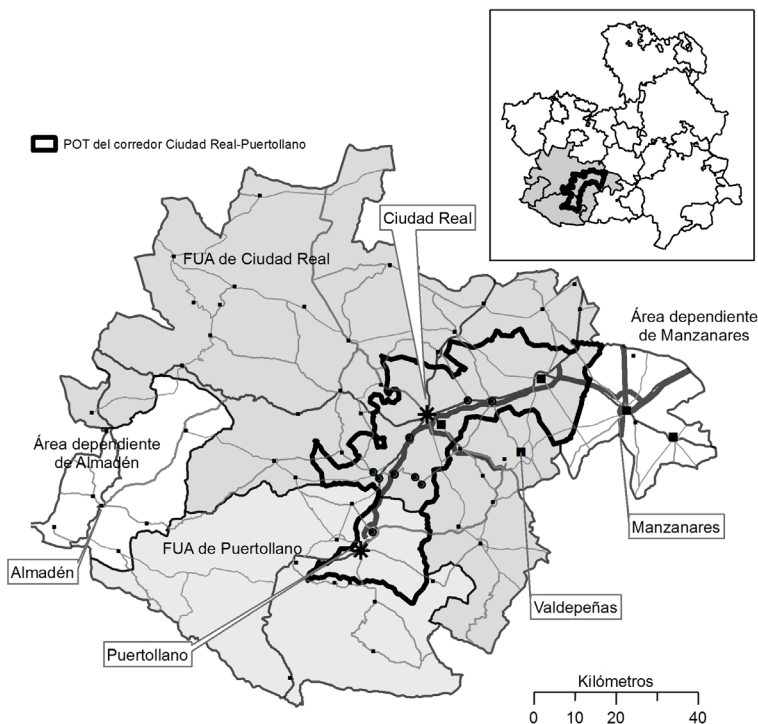 POT del corredor Ciudad Real-Puertollano
Ciudad Real
FUA de Ciudad Real
Área dependiente
de Manzanares
Área dependiente
de Almadén
Manzanares
FUA de Puertollano
Almadén
Valdepeñas
Puertollano
Kilómetros
0 10 20 40